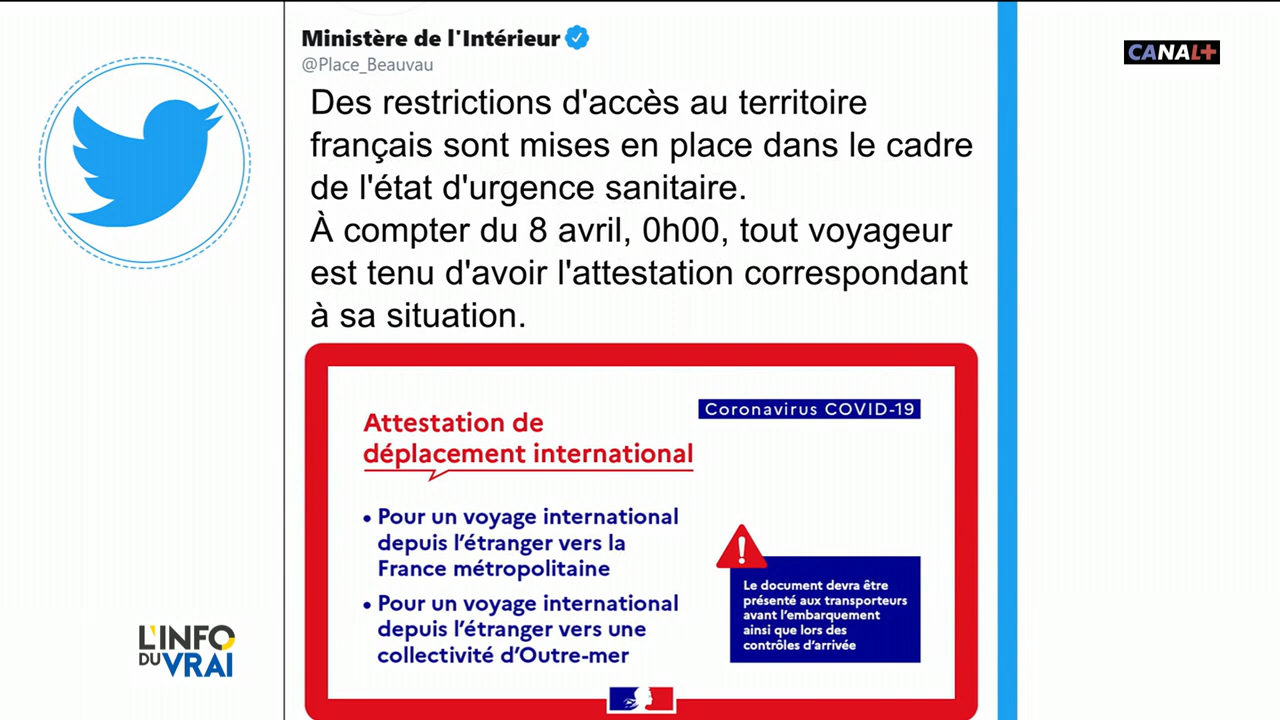 Ministère de l'Intérieur
@Place_Beauvau
CANAL+
Des restrictions d'accès au territoire
français sont mises en place dans le cadre
de l'état d'urgence sanitaire.
À compter du 8 avril, 0h00, tout voyageur
est tenu d'avoir l'attestation correspondant
à sa situation.
Coronavirus COVID-19
Attestation de
déplacement international
• Pour un voyage international
depuis l’étranger vers la
France métropolitaine
• Pour un voyage international
depuis l’étranger vers une
collectivité d’Outre-mer
Le document devra être
présenté aux transporteurs
avant l’embarquement
ainsi que lors des
contrôles d’arrivée
L'INFO
DU VRAI